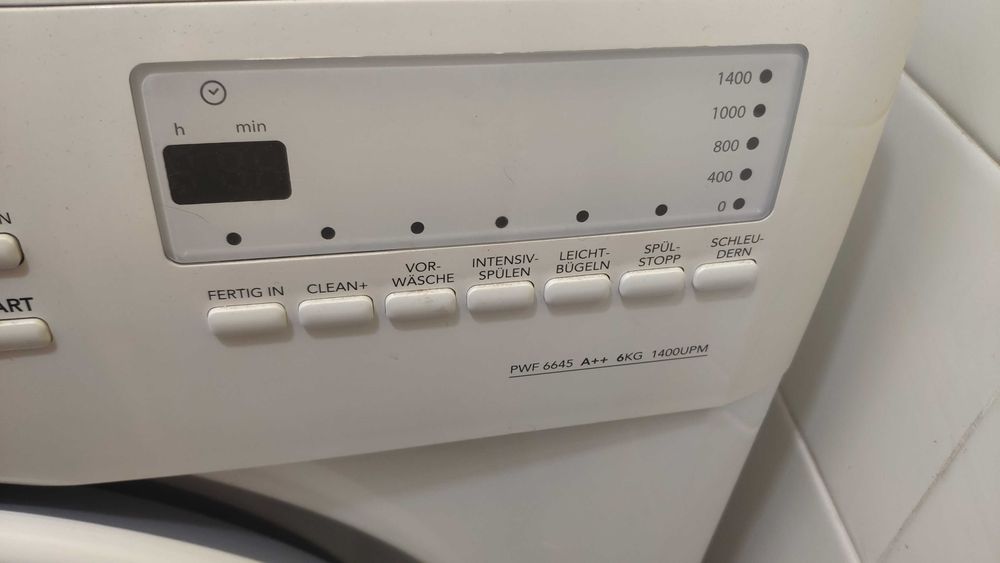 h min
1400
1000
800
400
0
N
ART
FERTIG IN
CLEAN+
VOR-
WÄSCHE
INTENSIV-
SPÜLEN
LEICHT-
BÜGELN
SPÜL-
STOPP
SCHLEU-
DERN
PWF 6645 A++ 6KG 1400UPM